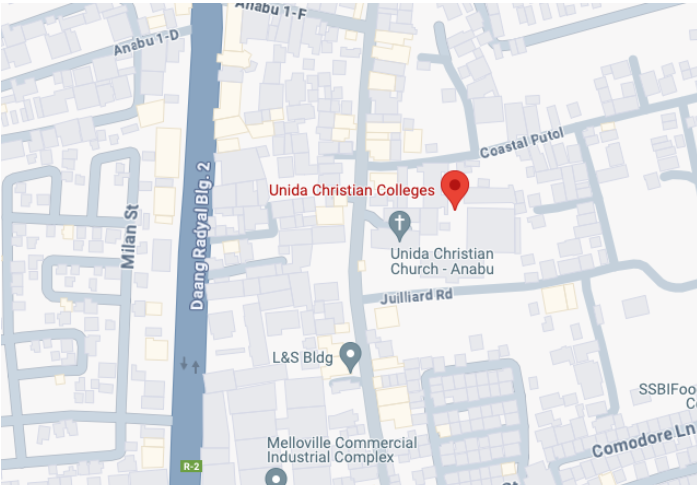 Anabu 1-F
Anabu 1-D
Coastal Putol
Daang Radyal Blg. 2
Unida Christian Colleges
Milan St
Unida Christian
Church - Anabu
Juilliard Rd
L&S Bldg
SSBIFoo
Comodore Ln
Melloville Commercial
Industrial Complex
R-2